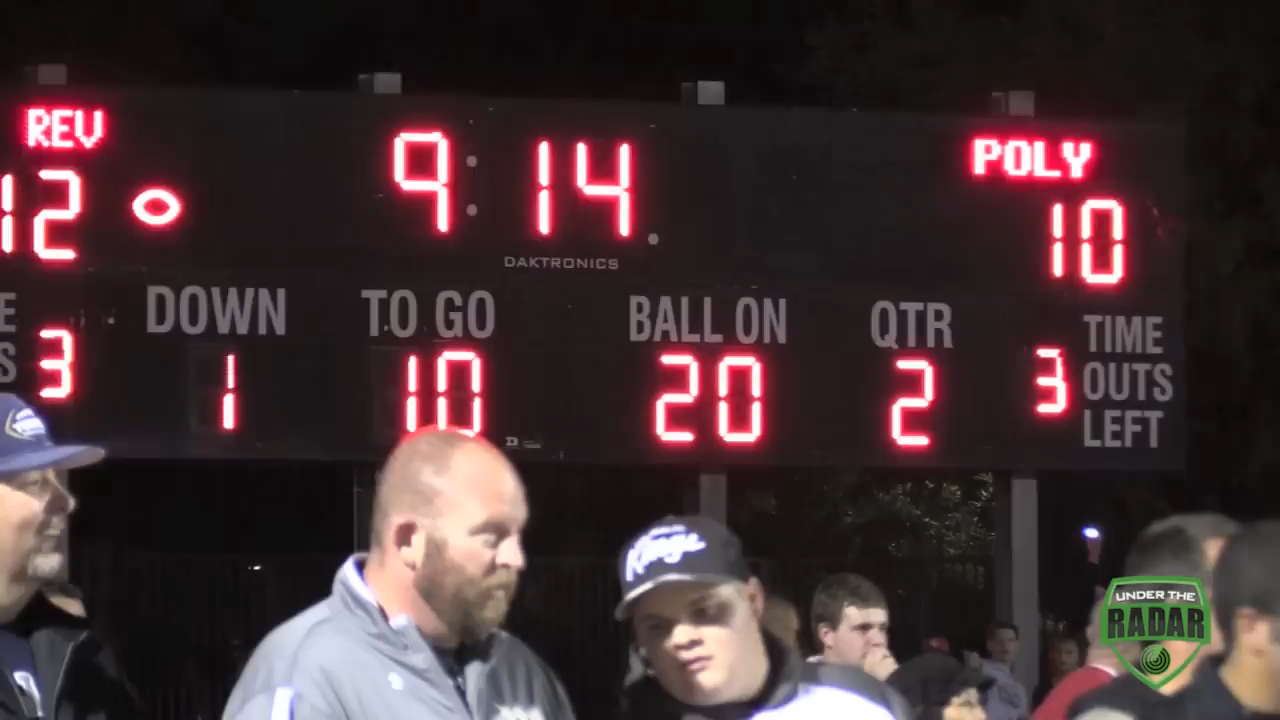 REV
9:14
POLY
12
10
DAKTRONICS
DOWN
TO GO
BALL ON
QTR
TIME
OUTS
LEFT
3
1
10
20
2
3
Kings
UNDER THE
RADAR